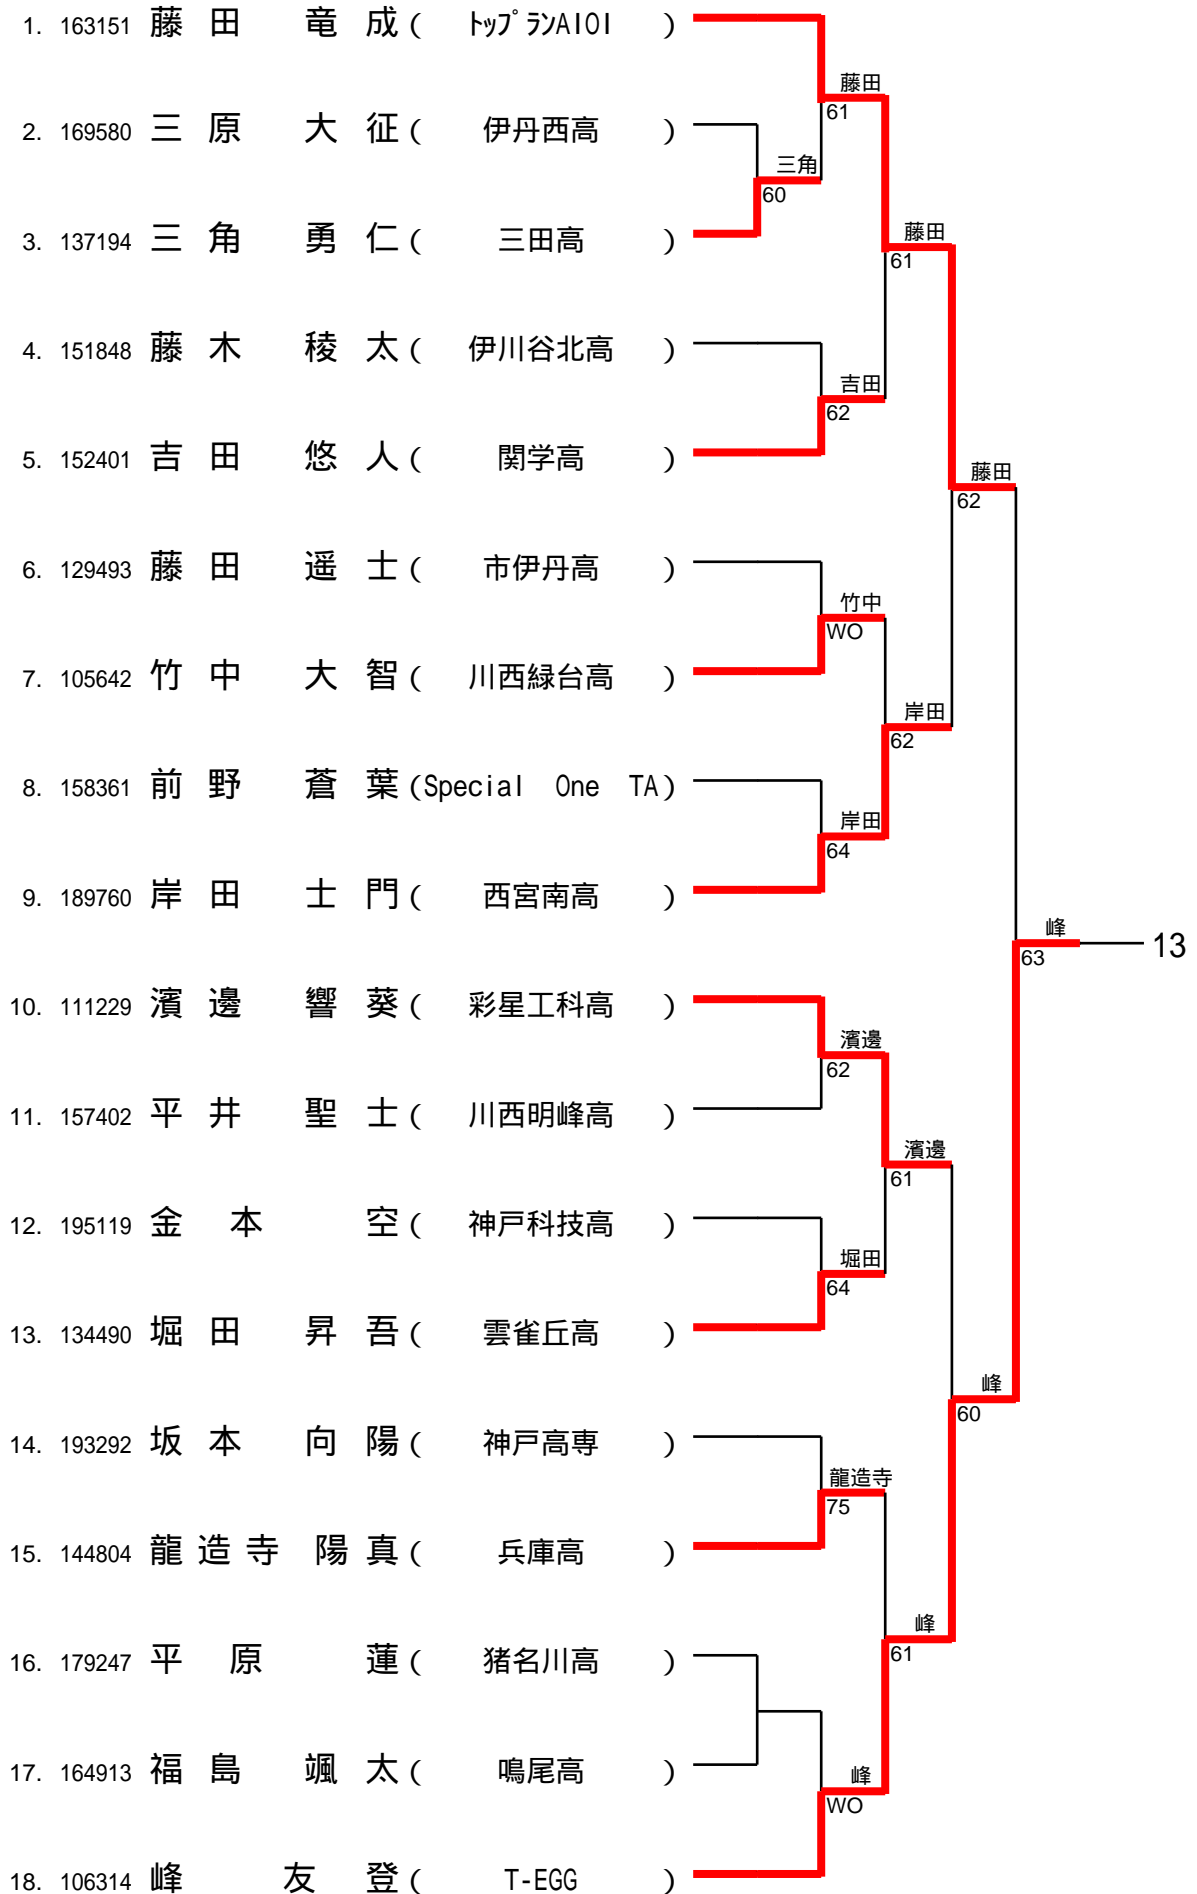 1. 163151 藤田 竜成 ( トップランAIOI )
藤田
61
2. 169580 三原 大征 ( 伊丹西高 )
三角
60
3. 137194 三角 勇仁 ( 三田高 )
藤田
61
4. 151848 藤木 稜太 ( 伊川谷北高 )
吉田
62
5. 152401 吉田 悠人 ( 関学高 )
藤田
62
6. 129493 藤田 遥士 ( 市伊丹高 )
竹中
WO
7. 105642 竹中 大智 ( 川西緑台高 )
岸田
62
8. 158361 前野 蒼葉 (Special One TA)
岸田
64
9. 189760 岸田 士門 ( 西宮南高 )
峰
63
13
10. 111229 濱邊 響葵 ( 彩星工科高 )
濱邊
62
11. 157402 平井 聖士 ( 川西明峰高 )
濱邊
61
12. 195119 金本 空 ( 神戸科技高 )
堀田
64
13. 134490 堀田 昇吾 ( 雲雀丘高 )
峰
60
14. 193292 坂本 向陽 ( 神戸高専 )
龍造寺
75
15. 144804 龍造寺 陽真 ( 兵庫高 )
峰
61
16. 179247 平原 蓮 ( 猪名川高 )
17. 164913 福島 颯太 ( 鳴尾高 )
峰
WO
18. 106314 峰 友登 ( T-EGG )